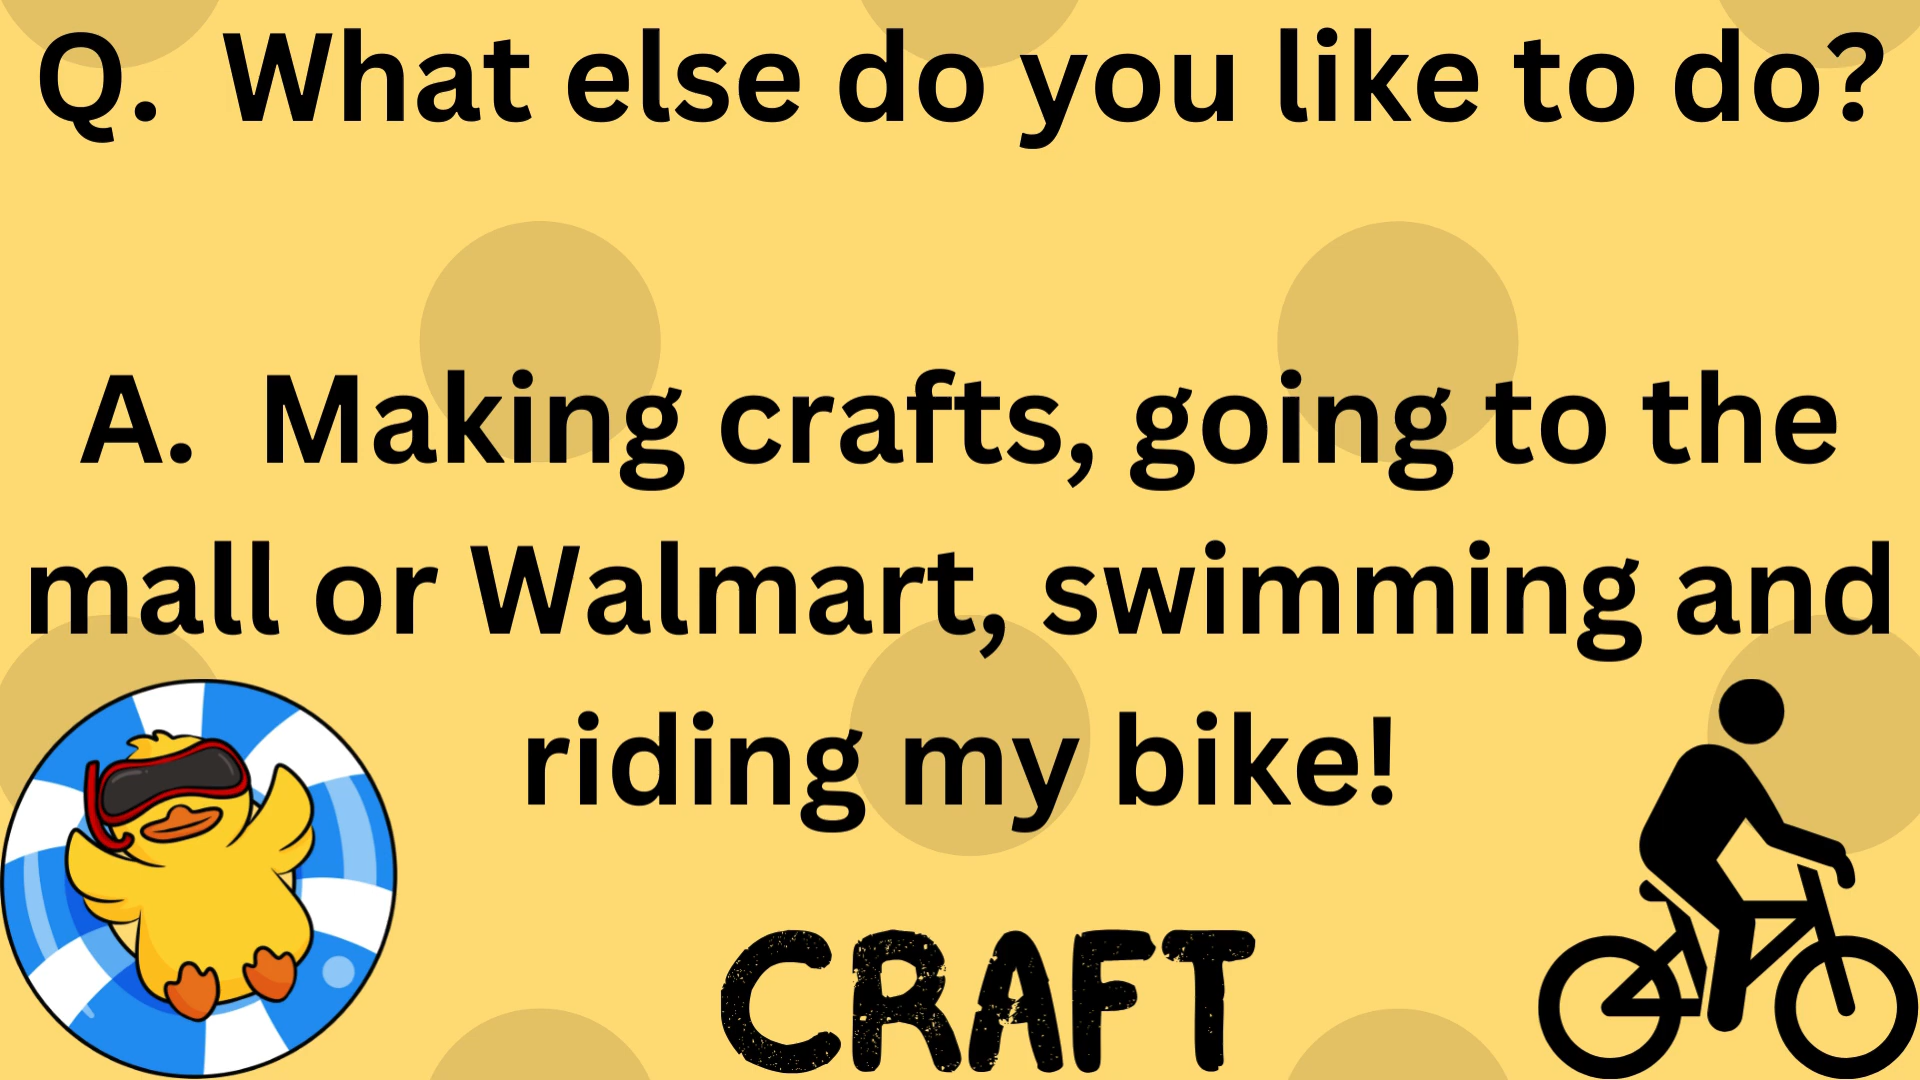 Q.  What else do you like to do?
A.  Making crafts, going to the
mall or Walmart, swimming and
riding my bike!
CRAFT